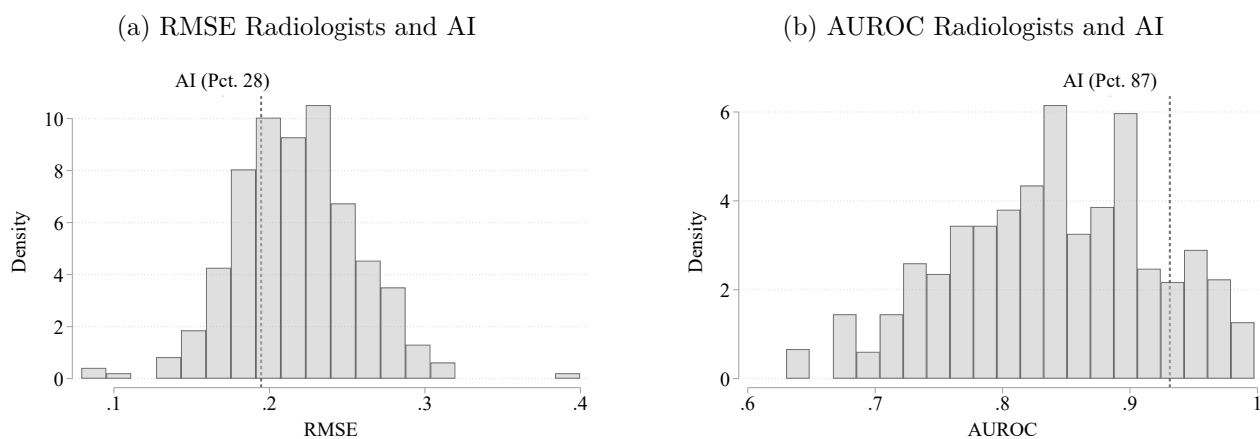 (a) RMSE Radiologists and AI
AI (Pct. 28)
10
8
6
4
2
0
Density
.1
.2
.3
.4
RMSE
(b) AUROC Radiologists and AI
AI (Pct. 87)
6
4
2
0
Density
.6
.7
.8
.9
1
AUROC